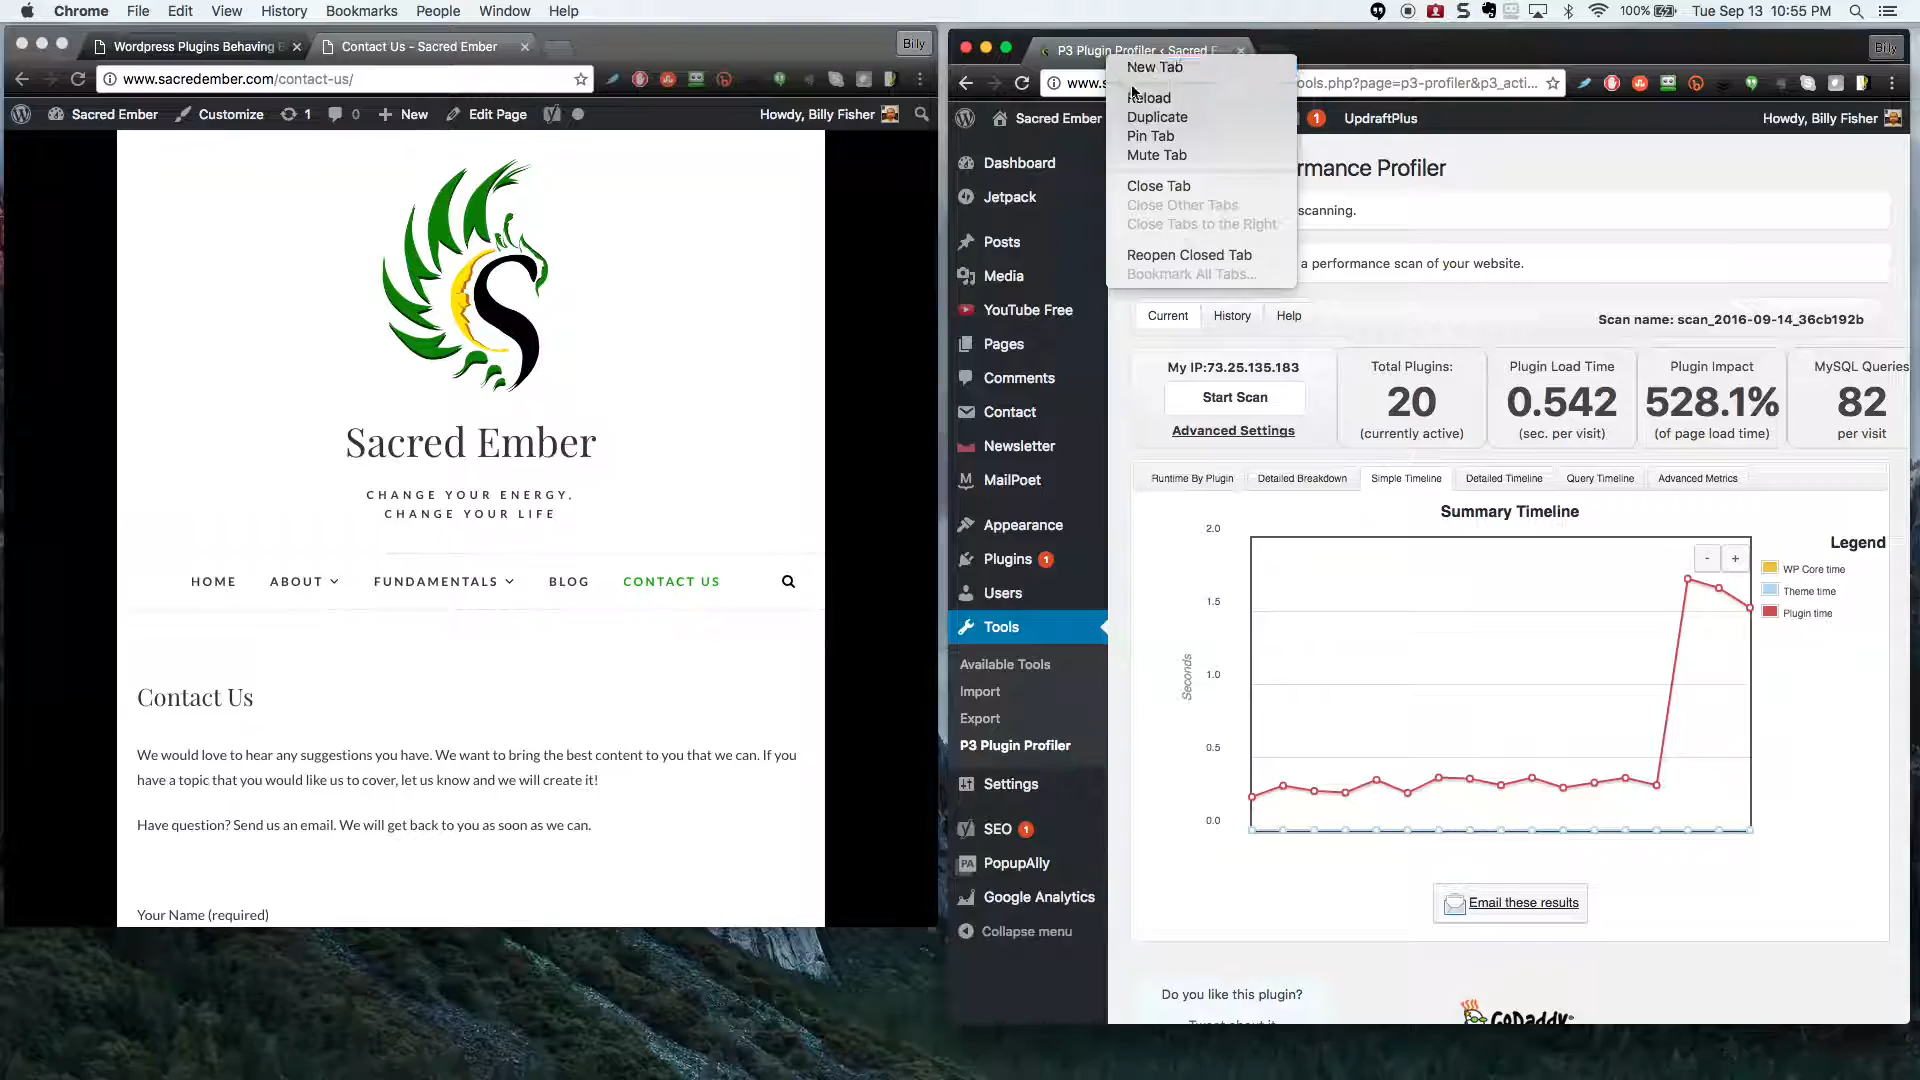 Chrome File Edit View History Bookmarks People Window Help
100% Tue Sep 13 10:55 PM
Wordpress Plugins Behaving
Contact Us - Sacred Ember
Billy
www.sacredember.com/contact-us/
Sacred Ember Customize 1 0 New Edit Page
Howdy, Billy Fisher
Sacred Ember
CHANGE YOUR ENERGY,
CHANGE YOUR LIFE
HOME ABOUT FUNDAMENTALS BLOG CONTACT US
Contact Us
We would love to hear any suggestions you have. We want to bring the best content to you that we can. If you
have a topic that you would like us to cover, let us know and we will create it!
Have question? Send us an email. We will get back to you as soon as we can.
Your Name (required)
P3 Plugin Profiler ‹ Sacred E
Billy
www.s
ools.php?page=p3-profiler&p3_acti...
Sacred Ember
1 UpdraftPlus
Howdy, Billy Fisher
New Tab
Reload
Duplicate
Pin Tab
Mute Tab
Close Tab
Close Other Tabs
Close Tabs to the Right
Reopen Closed Tab
Bookmark All Tabs...
Dashboard
Jetpack
Posts
Media
YouTube Free
Pages
Comments
Contact
Newsletter
MailPoet
Appearance
Plugins 1
Users
Tools
Available Tools
Import
Export
P3 Plugin Profiler
Settings
SEO 1
PopupAlly
Google Analytics
Collapse menu
rmance Profiler
scanning.
a performance scan of your website.
Current History Help
Scan name: scan_2016-09-14_36cb192b
My IP:73.25.135.183
Start Scan
Advanced Settings
Total Plugins:
20
(currently active)
Plugin Load Time
0.542
(sec. per visit)
Plugin Impact
528.1%
(of page load time)
MySQL Queries
82
per visit
Runtime By Plugin Detailed Breakdown Simple Timeline Detailed Timeline Query Timeline Advanced Metrics
Summary Timeline
2.0
1.5
1.0
0.5
0.0
Seconds
- +
Legend
WP Core time
Theme time
Plugin time
Email these results
Do you like this plugin?
Tweet about it
GoDaddy